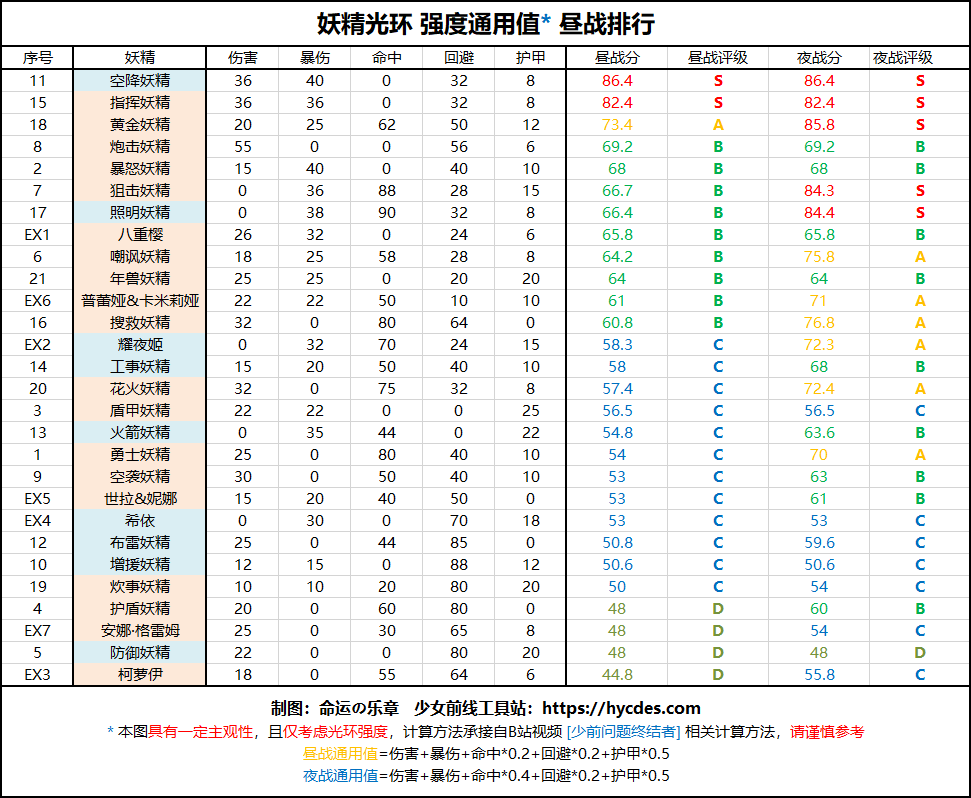 妖精光环 强度通用值* 昼战排行
序号 妖精 伤害 暴伤 命中 回避 护甲 昼战分 昼战评级 夜战分 夜战评级
11 空降妖精 36 40 0 32 8 86.4 S 86.4 S
15 指挥妖精 36 36 0 32 8 82.4 S 82.4 S
18 黄金妖精 20 25 62 50 12 73.4 A 85.8 S
8 炮击妖精 55 0 0 56 6 69.2 B 69.2 B
2 暴怒妖精 15 40 0 40 10 68 B 68 B
7 狙击妖精 0 36 88 28 15 66.7 B 84.3 S
17 照明妖精 0 38 90 32 8 66.4 B 84.4 S
EX1 八重樱 26 32 0 24 6 65.8 B 65.8 B
6 嘲讽妖精 18 25 58 28 8 64.2 B 75.8 A
21 年兽妖精 25 25 0 20 20 64 B 64 B
EX6 普蕾娅&卡米莉娅 22 22 50 10 10 61 B 71 A
16 搜救妖精 32 0 80 64 0 60.8 B 76.8 A
EX2 耀夜姬 0 32 70 24 15 58.3 C 72.3 A
14 工事妖精 15 20 50 40 10 58 C 68 B
20 花火妖精 32 0 75 32 8 57.4 C 72.4 A
3 盾甲妖精 22 22 0 0 25 56.5 C 56.5 C
13 火箭妖精 0 35 44 0 22 54.8 C 63.6 B
1 勇士妖精 25 0 80 40 10 54 C 70 A
9 空袭妖精 30 0 50 40 10 53 C 63 B
EX5 世拉&妮娜 15 20 40 50 0 53 C 61 B
EX4 希依 0 30 0 70 18 53 C 53 C
12 布雷妖精 25 0 44 85 0 50.8 C 59.6 C
10 增援妖精 12 15 0 88 12 50.6 C 50.6 C
19 炊事妖精 10 10 20 80 20 50 C 54 C
4 护盾妖精 20 0 60 80 0 48 D 60 B
EX7 安娜·格雷姆 25 0 30 65 8 48 D 54 C
5 防御妖精 22 0 0 80 20 48 D 48 D
EX3 柯萝伊 18 0 55 64 6 44.8 D 55.8 C
制图：命运の乐章 少女前线工具站：https://hycdes.com
* 本图具有一定主观性，且仅考虑光环强度，计算方法承接自B站视频 [少前问题终结者] 相关计算方法，请谨慎参考
昼战通用值=伤害+暴伤+命中*0.2+回避*0.2+护甲*0.5
夜战通用值=伤害+暴伤+命中*0.4+回避*0.2+护甲*0.5